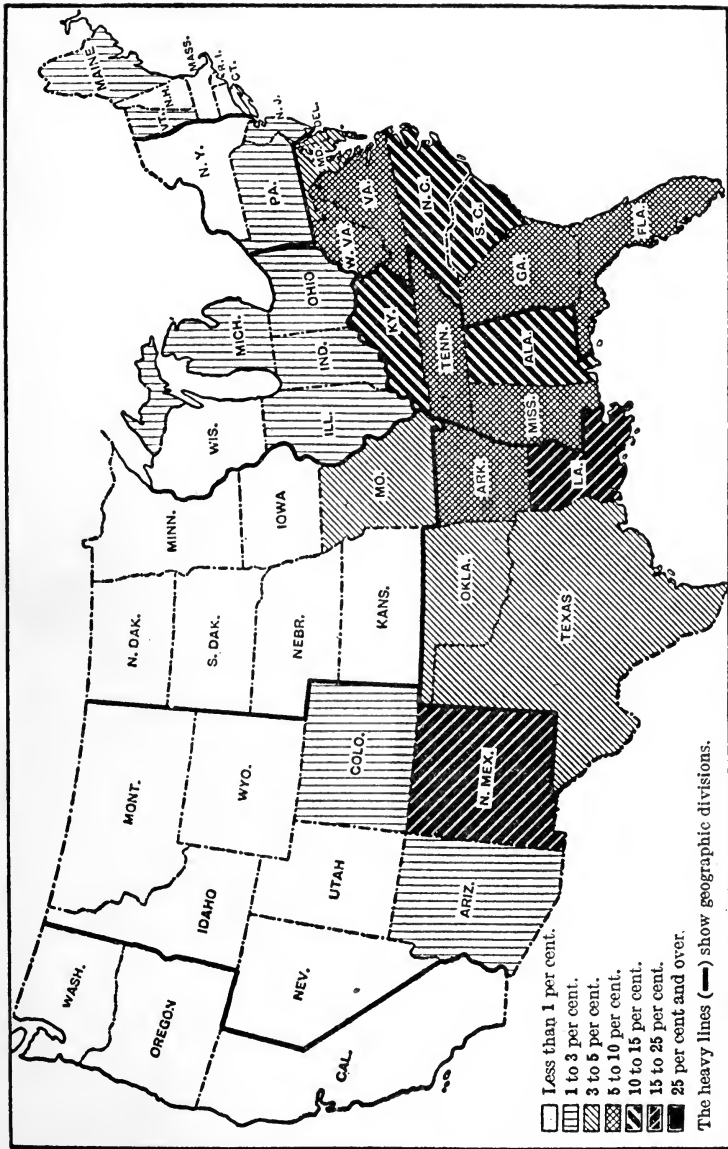 WASH.
OREGON
CAL.
NEV.
IDAHO
MONT.
WYO.
UTAH
ARIZ.
COLO.
N. MEX.
N. DAK.
S. DAK.
NEBR.
KANS.
OKLA.
TEXAS
MINN.
IOWA
MO.
ARK.
LA.
WIS.
ILL.
MICH.
IND.
OHIO
KY.
TENN.
MISS.
ALA.
GA.
FLA.
S. C.
N. C.
VA.
W. VA.
MD.
DEL.
PA.
N. J.
N. Y.
CT.
R. I.
MASS.
VT.
N.H.
MAINE
Less than 1 per cent.
1 to 3 per cent.
3 to 5 per cent.
5 to 10 per cent.
10 to 15 per cent.
15 to 25 per cent.
25 per cent and over.
The heavy lines (━) show geographic divisions.